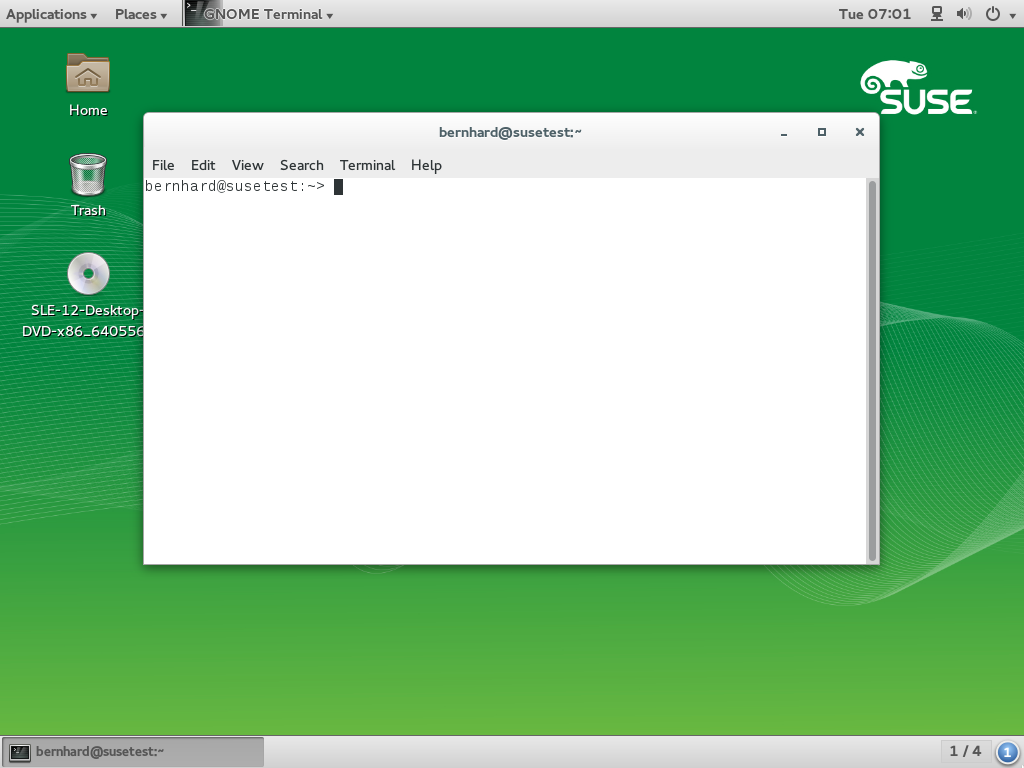 Applications Places GNOME Terminal Tue 07:01
Home
SUSE
bernhard@susetest:~
File Edit View Search Terminal Help
bernhard@susetest:~>
Trash
SLE-12-Desktop-
DVD-x86_640556
bernhard@susetest:~ 1 / 4 1